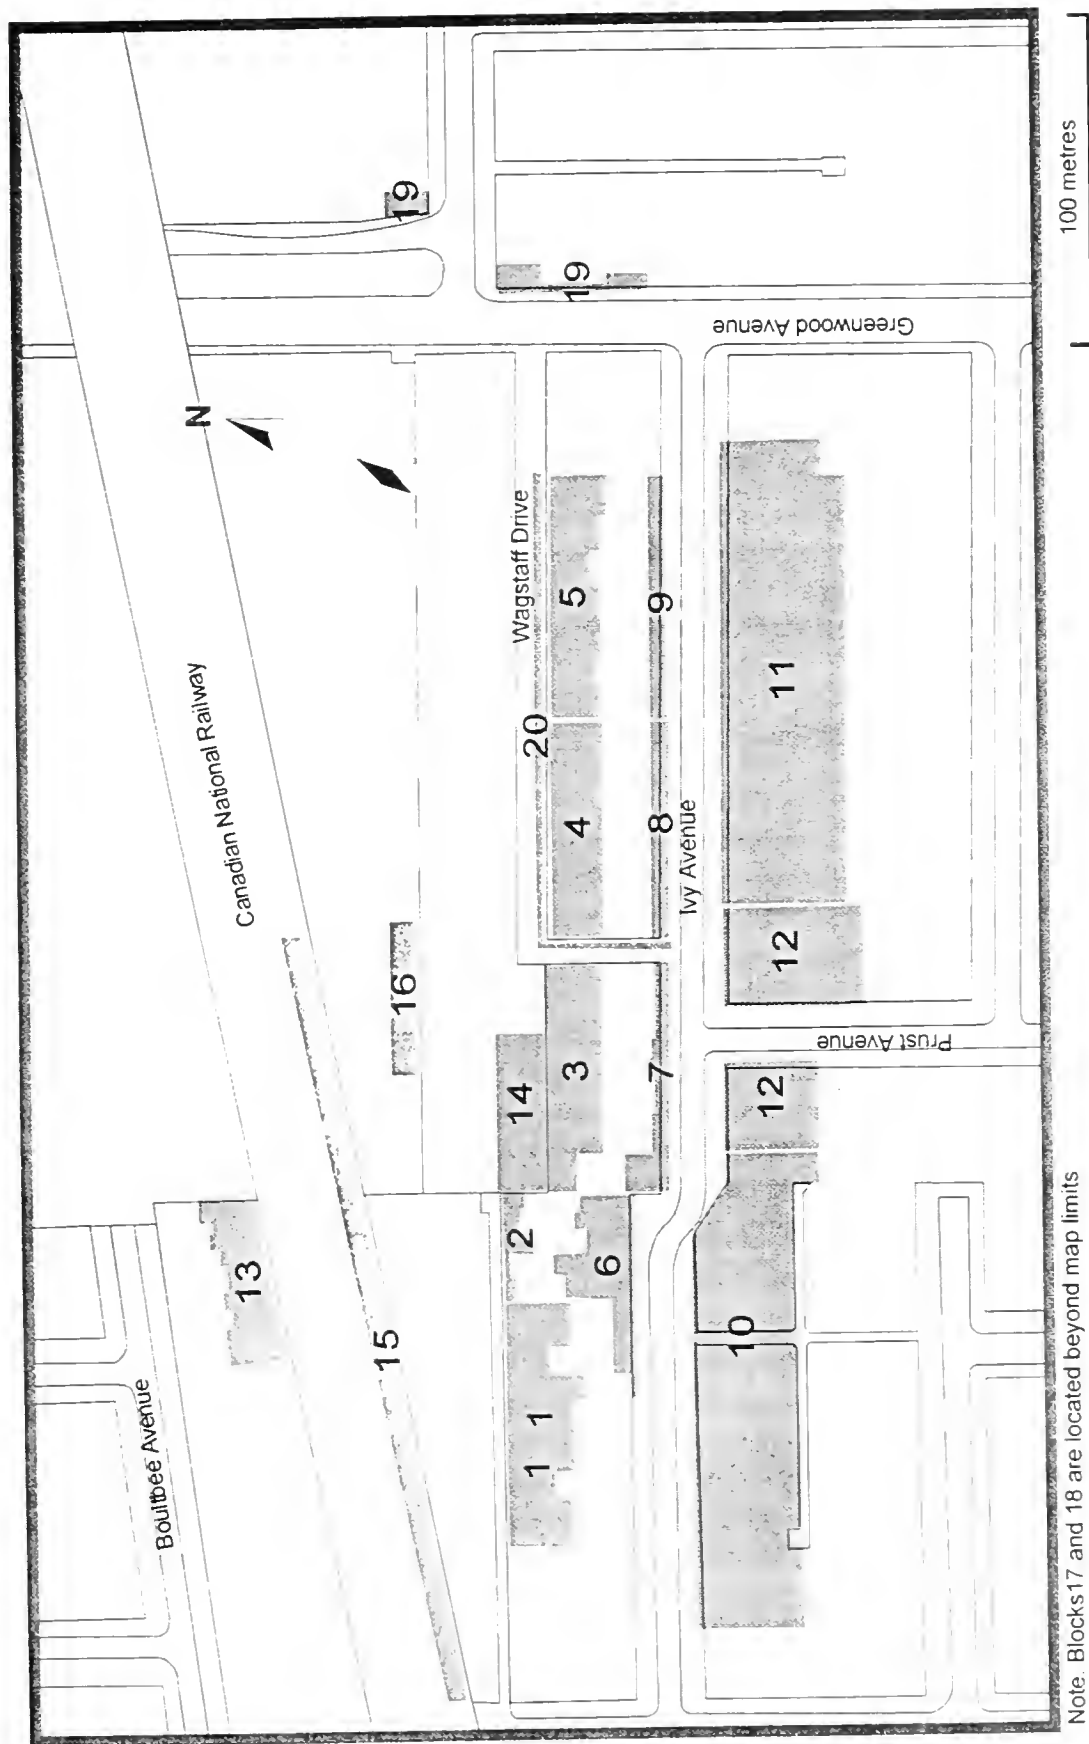 Boultbee Avenue
Canadian National Railway
N
13
15
16
19
19
Wagstaff Drive
Greenwood Avenue
1
1
2
14
20
3
4
5
6
7
8
9
Ivy Avenue
10
12
12
11
Prust Avenue
Note. Blocks17 and 18 are located beyond map limits
100 metres